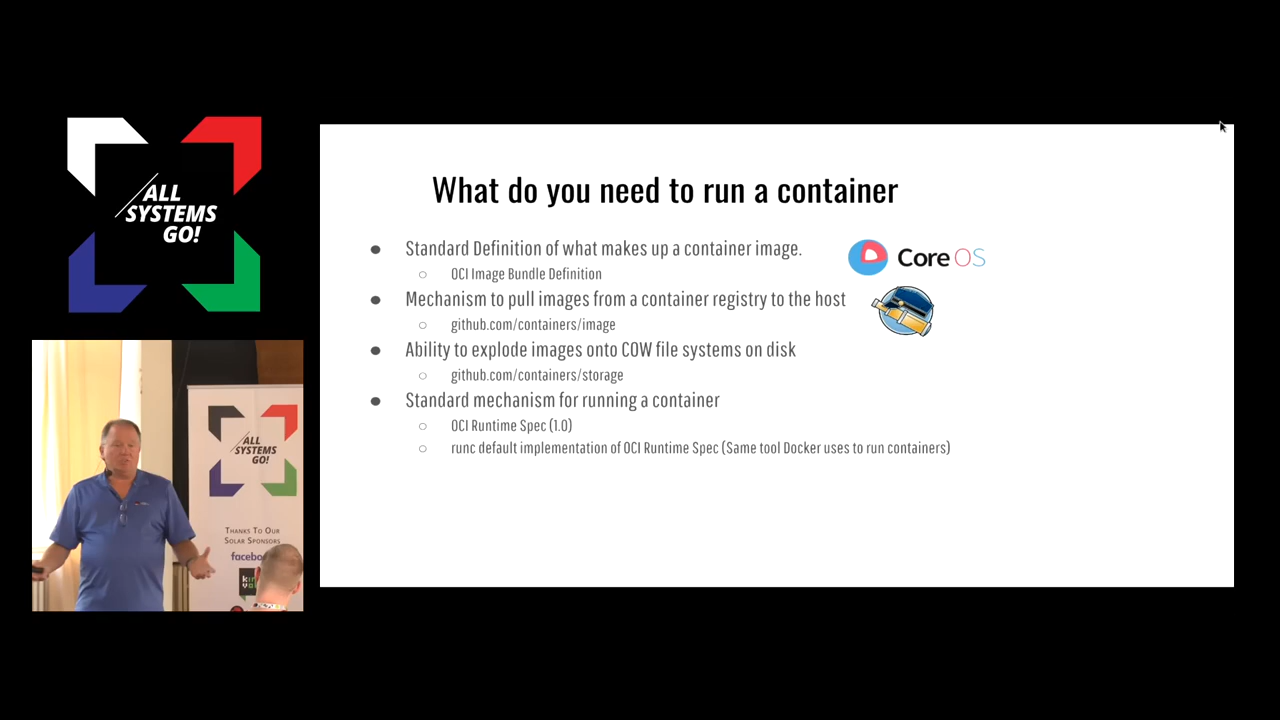 ALL
SYSTEMS
GO!
What do you need to run a container
● Standard Definition of what makes up a container image.
○ OCI Image Bundle Definition
● Mechanism to pull images from a container registry to the host
○ github.com/containers/image
● Ability to explode images onto COW file systems on disk
○ github.com/containers/storage
● Standard mechanism for running a container
○ OCI Runtime Spec (1.0)
○ runc default implementation of OCI Runtime Spec (Same tool Docker uses to run containers)
Core OS
ALL
SYSTEMS
GO!
THANKS TO OUR
SOLAR SPONSORS